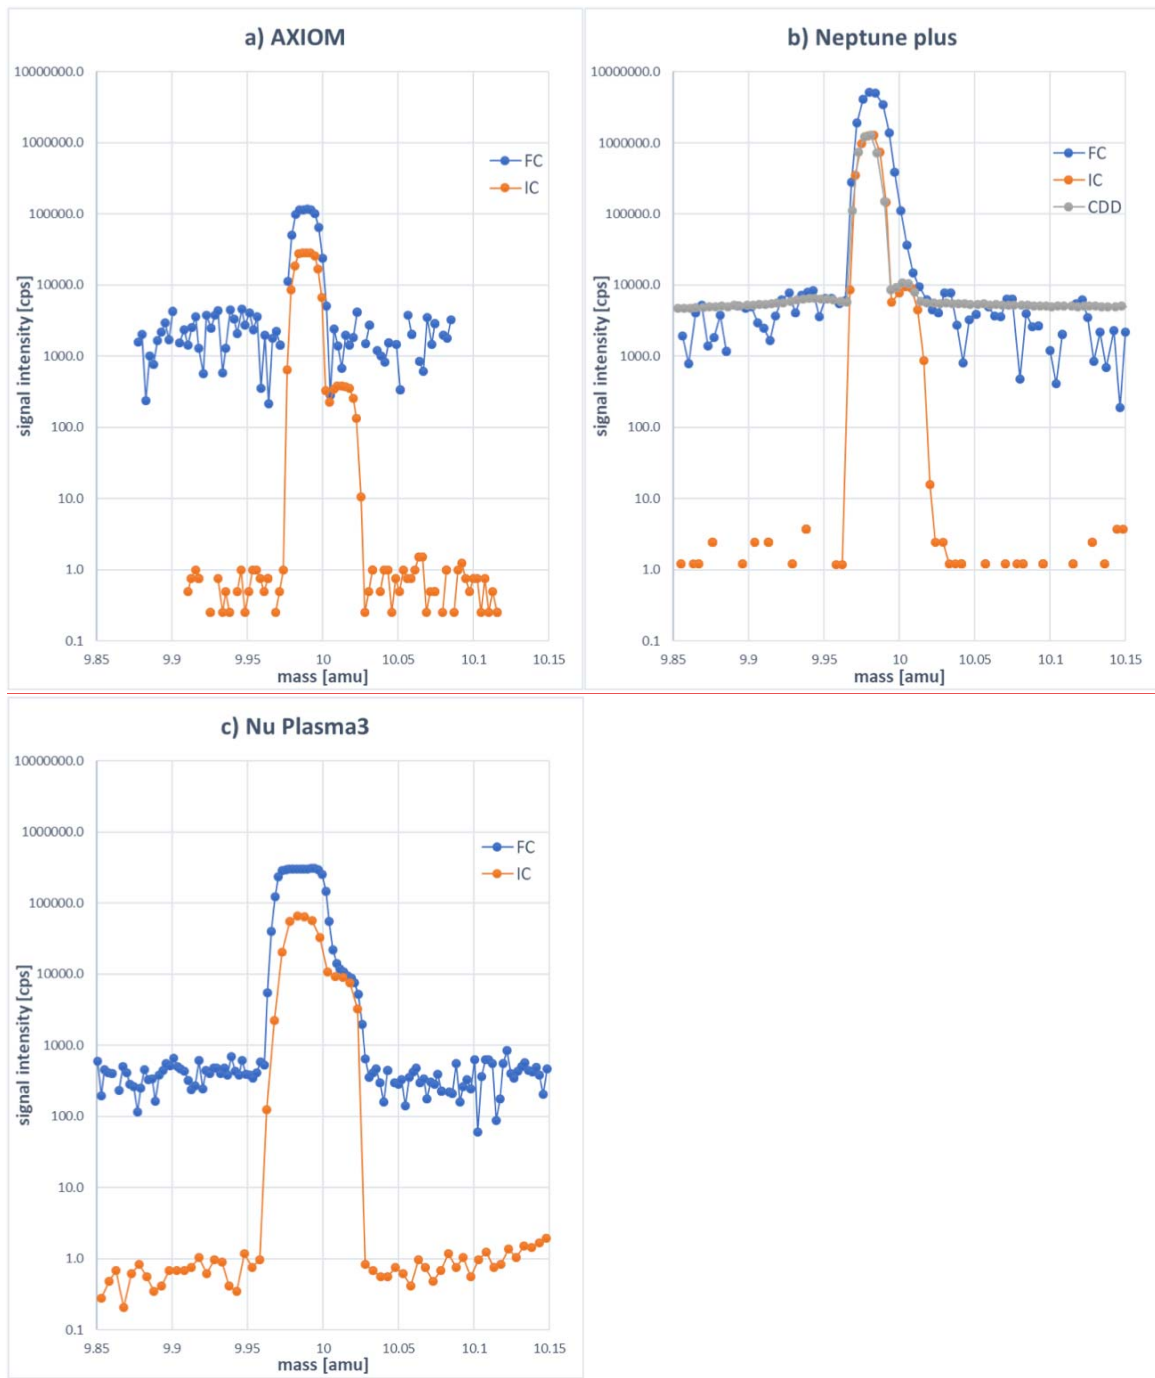 a) AXIOM
10000000.0
1000000.0
100000.0
10000.0
1000.0
100.0
10.0
1.0
0.1
signal intensity [cps]
FC
IC
9.85 9.9 9.95 10 10.05 10.1 10.15
mass [amu]
b) Neptune plus
10000000.0
1000000.0
100000.0
10000.0
1000.0
100.0
10.0
1.0
0.1
signal intensity [cps]
FC
IC
CDD
9.85 9.9 9.95 10 10.05 10.1 10.15
mass [amu]
c) Nu Plasma3
10000000.0
1000000.0
100000.0
10000.0
1000.0
100.0
10.0
1.0
0.1
signal intensity [cps]
FC
IC
9.85 9.9 9.95 10 10.05 10.1 10.15
mass [amu]